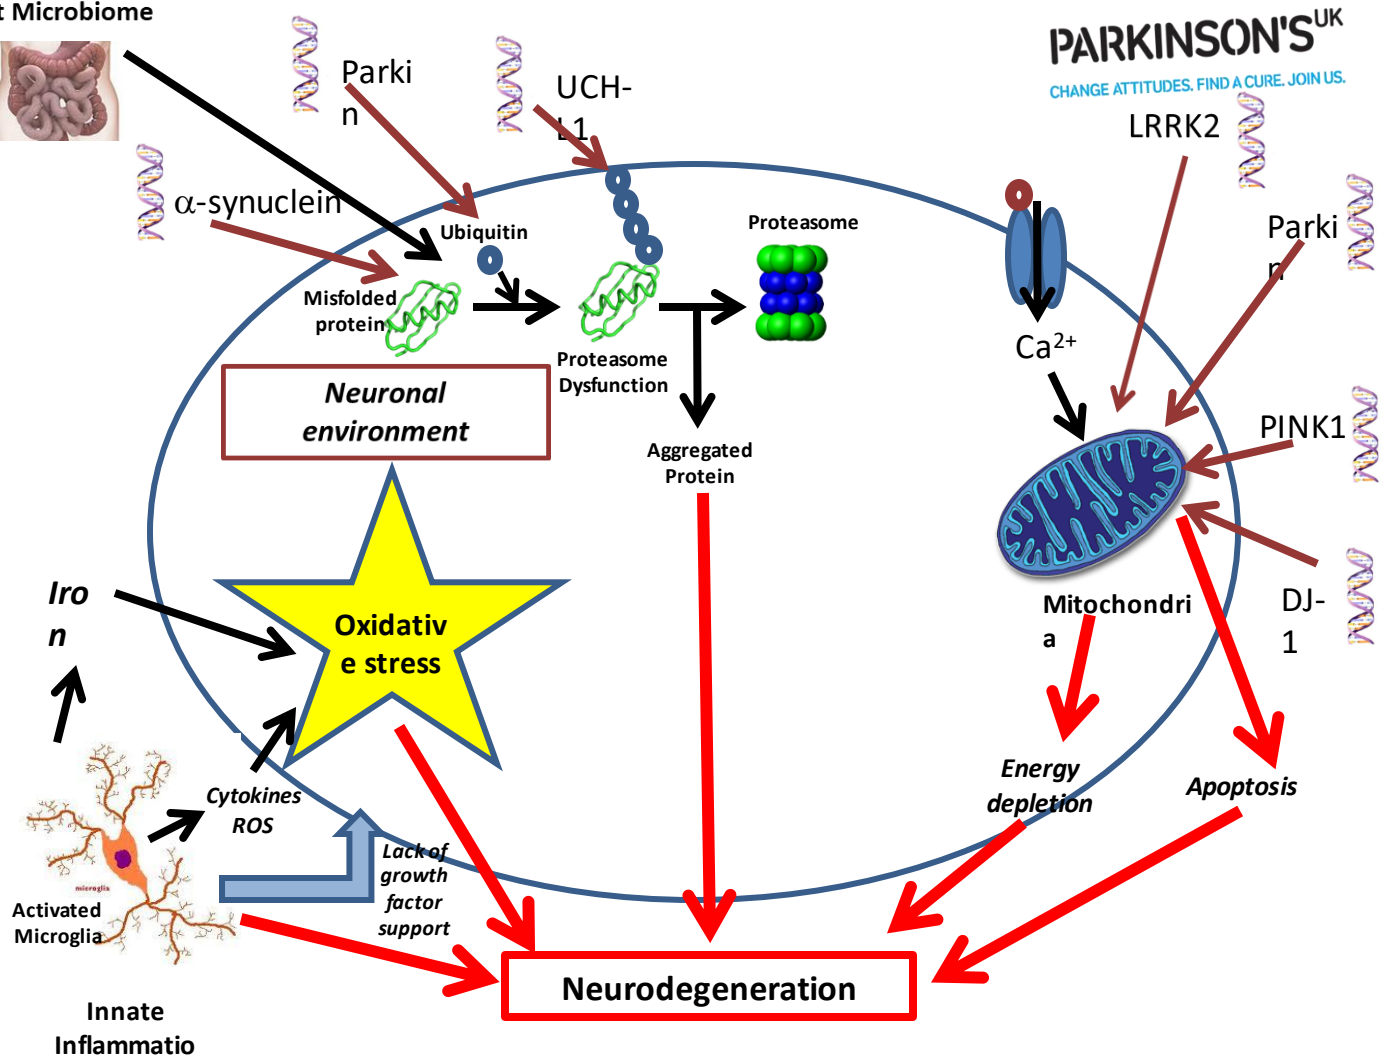 t Microbiome
PARKINSON'S UK
CHANGE ATTITUDES. FIND A CURE. JOIN US.
Parki
n
UCH-
L1
LRRK2
α-synuclein
Parki
n
Ubiquitin
Proteasome
Misfolded
protein
Proteasome
Dysfunction
Ca2+
Neuronal
environment
PINK1
Aggregated
Protein
Iro
n
Oxidativ
e stress
Mitochondri
a
DJ-
1
Cytokines
ROS
Energy
depletion
Apoptosis
Lack of
growth
factor
support
microglia
Activated
Microglia
Neurodegeneration
Innate
Inflammatio